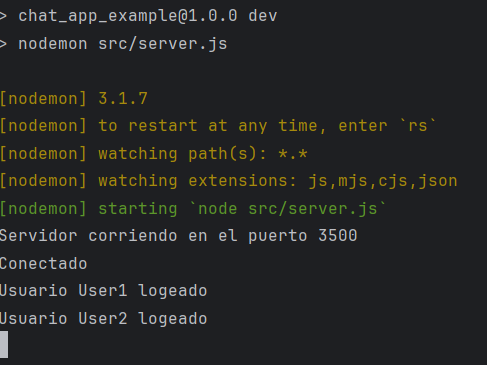 > chat_app_example@1.0.0 dev
> nodemon src/server.js
[nodemon] 3.1.7
[nodemon] to restart at any time, enter `rs`
[nodemon] watching path(s): *.*
[nodemon] watching extensions: js,mjs,cjs,json
[nodemon] starting `node src/server.js`
Servidor corriendo en el puerto 3500
Conectado
Usuario User1 logeado
Usuario User2 logeado